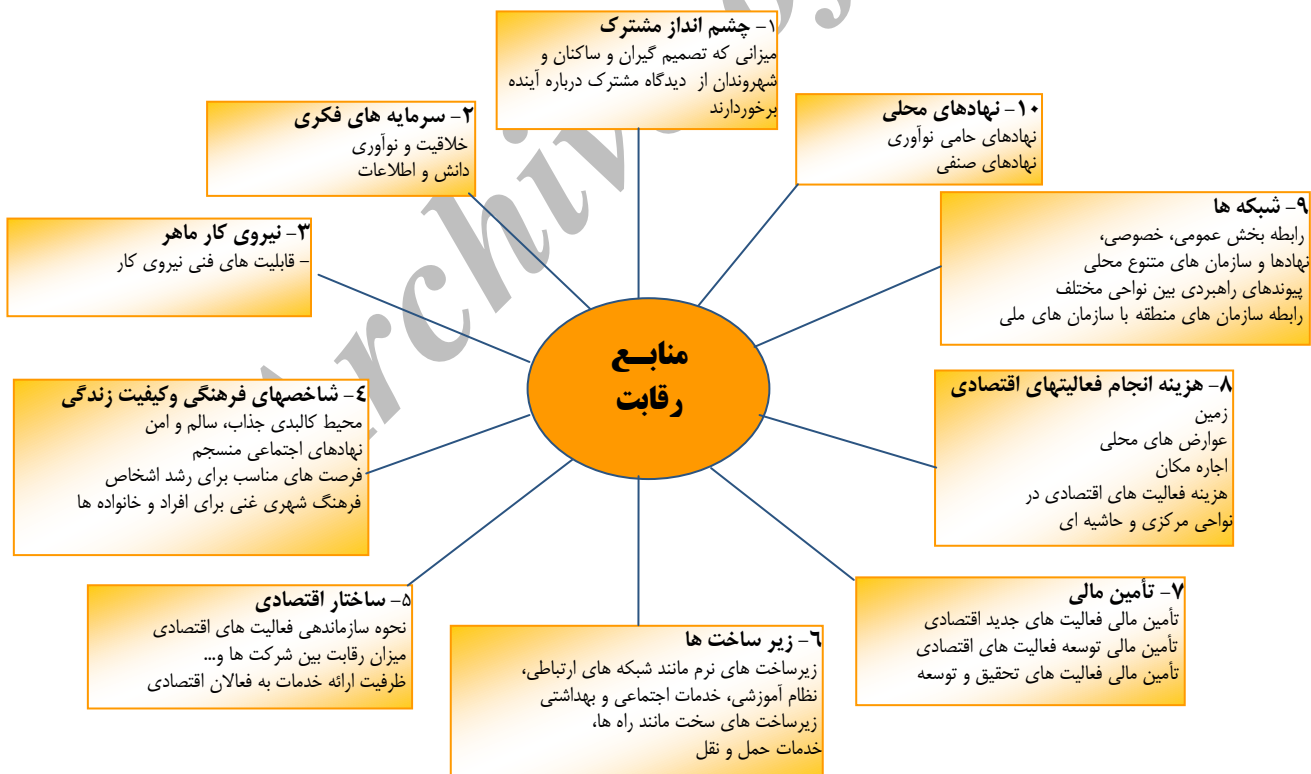 ۱- چشم انداز مشترک
میزانی که تصمیم گیران و ساکنان و
شهروندان از دیدگاه مشترک درباره آینده
برخوردارند
۲- سرمایه های فکری
خلاقیت و نوآوری
دانش و اطلاعات
۳- نیروی کار ماهر
- قابلیت های فنی نیروی کار
٤- شاخصهای فرهنگی وکیفیت زندگی
محیط کالبدی جذاب، سالم و امن
نهادهای اجتماعی منسجم
فرصت های مناسب برای رشد اشخاص
فرهنگ شهری غنی برای افراد و خانواده ها
۵- ساختار اقتصادی
نحوه سازماندهی فعالیت های اقتصادی
میزان رقابت بین شرکت ها و...
ظرفیت ارائه خدمات به فعالان اقتصادی
٦- زیر ساخت ها
زیرساخت های نرم مانند شبکه های ارتباطی،
نظام آموزشی، خدمات اجتماعی و بهداشتی
زیرساخت های سخت مانند راه ها،
خدمات حمل و نقل
۷- تأمین مالی
تأمین مالی فعالیت های جدید اقتصادی
تأمین مالی توسعه فعالیت های اقتصادی
تأمین مالی فعالیت های تحقیق و توسعه
۸- هزینه انجام فعالیتهای اقتصادی
زمین
عوارض های محلی
اجاره مکان
هزینه فعالیت های اقتصادی در
نواحی مرکزی و حاشیه ای
۹- شبکه ها
رابطه بخش عمومی، خصوصی،
نهادها و سازمان های متنوع محلی
پیوندهای راهبردی بین نواحی مختلف
رابطه سازمان های منطقه با سازمان های ملی
۱۰- نهادهای محلی
نهادهای حامی نوآوری
نهادهای صنفی
منابـــع
رقابت
Archive